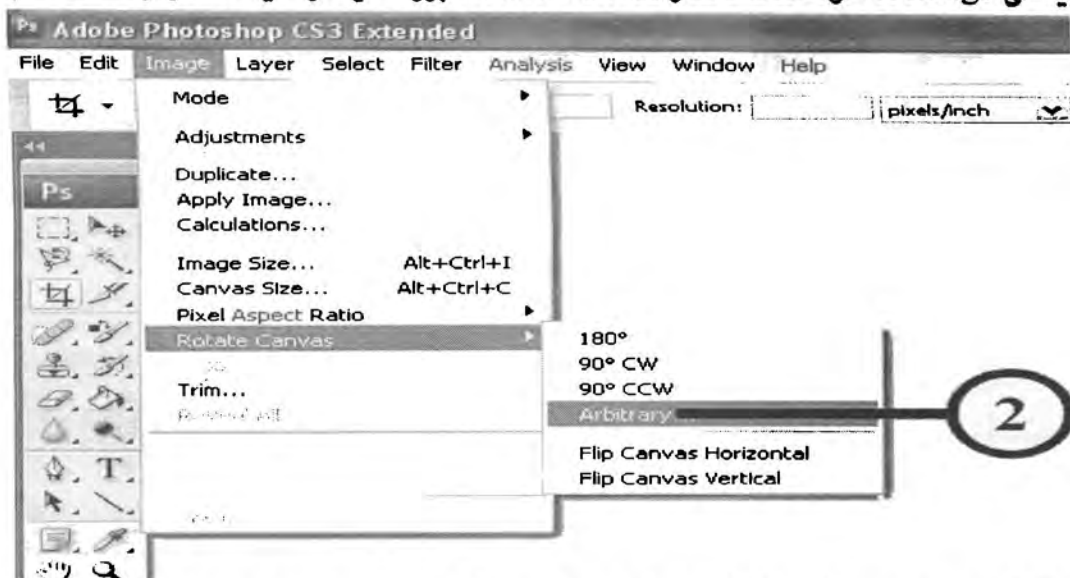 Ps Adobe Photoshop CS3 Extended
File Edit Image Layer Select Filter Analysis View Window Help
Resolution: pixels/inch
Mode
Adjustments
Ps
Duplicate...
Apply Image...
Calculations...
Image Size... Alt+Ctrl+I
Canvas Size... Alt+Ctrl+C
Pixel Aspect Ratio
Rotate Canvas
Trim...
180°
90° CW
90° CCW
Arbitrary...
Flip Canvas Horizontal
Flip Canvas Vertical
2
T